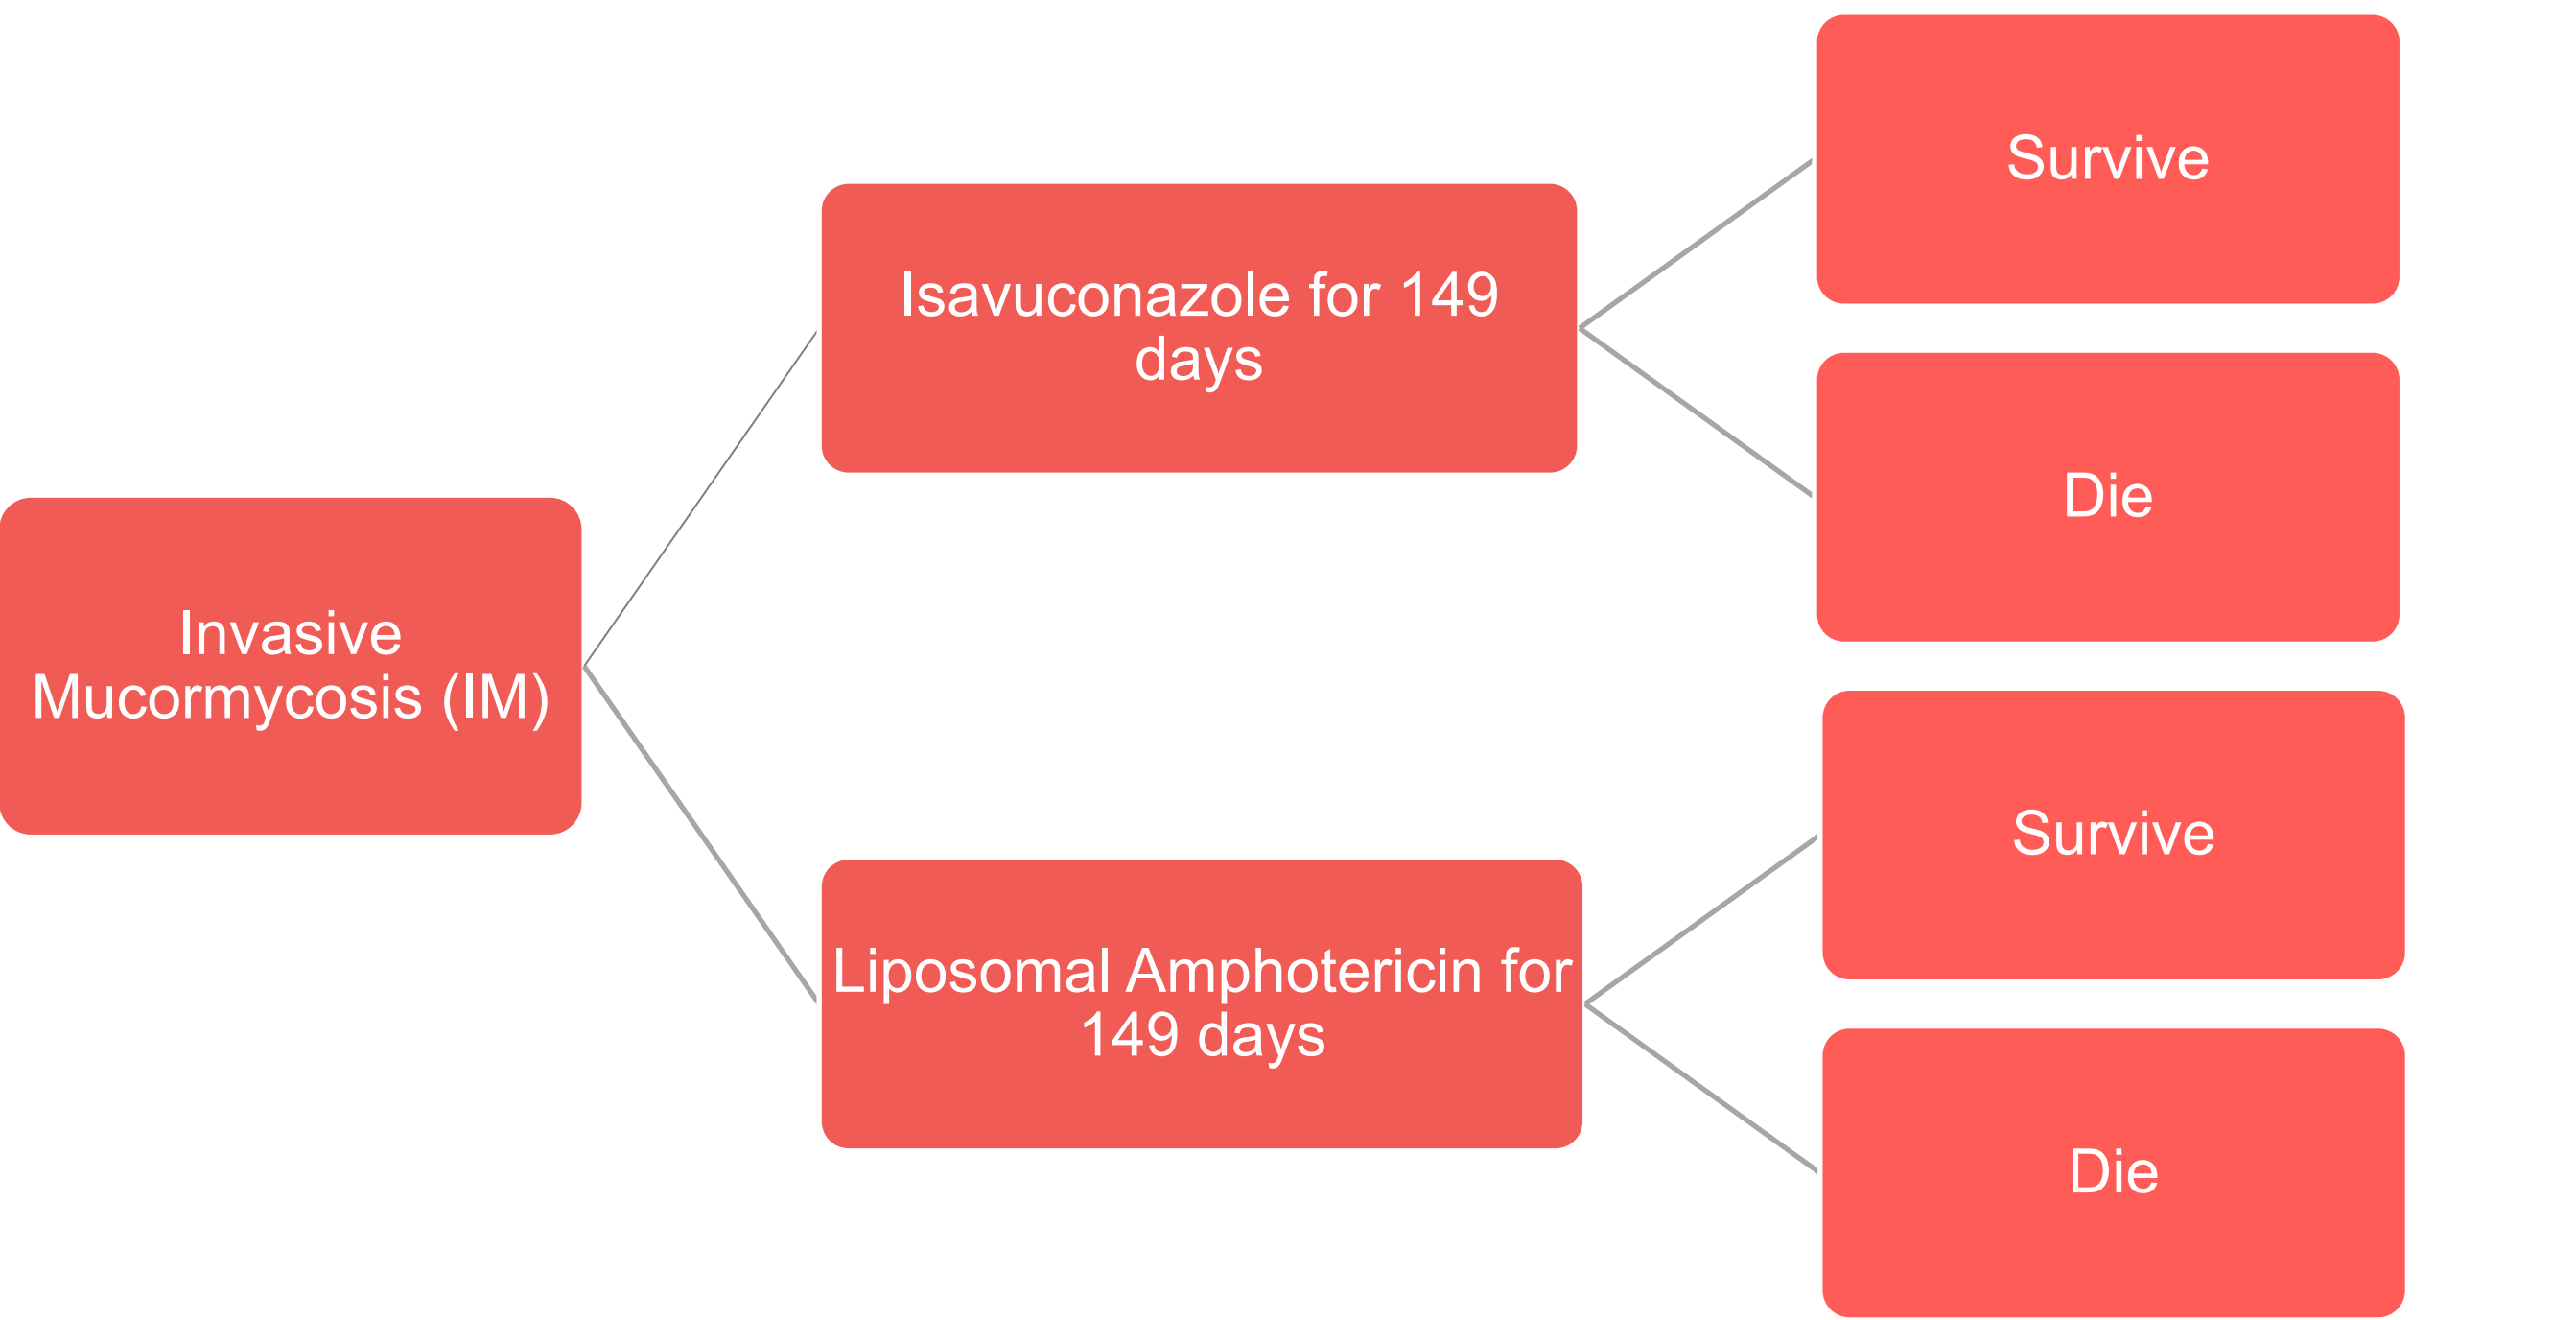 Invasive
Mucormycosis (IM)
Isavuconazole for 149
days
Survive
Die
Liposomal Amphotericin for
149 days
Survive
Die